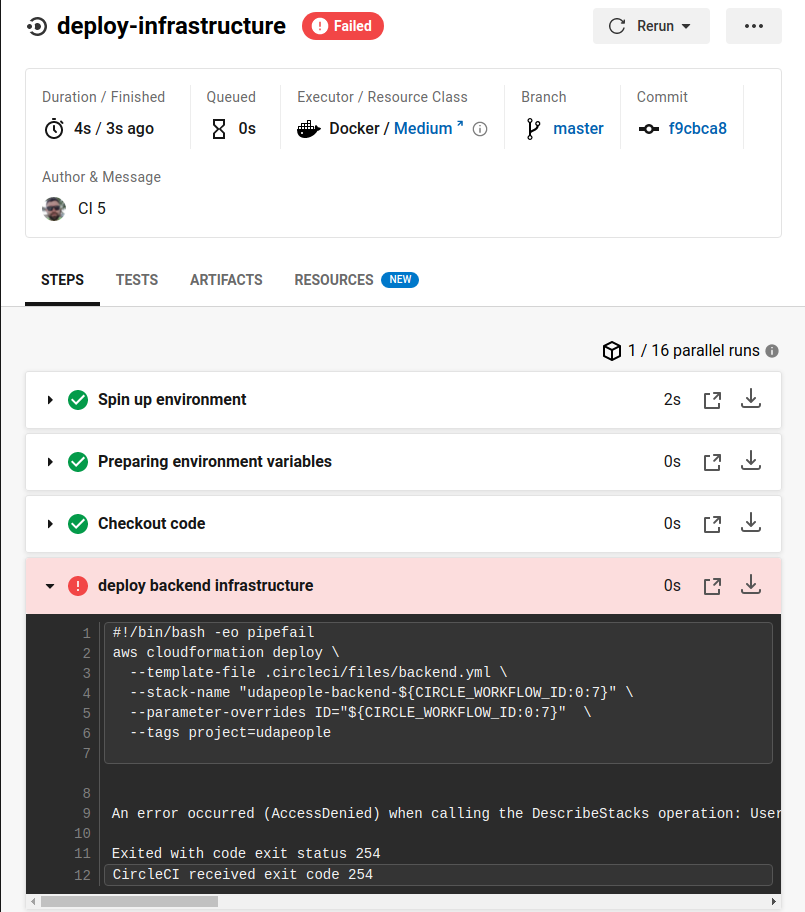 deploy-infrastructure Failed Rerun
Duration / Finished Queued Executor / Resource Class Branch Commit
4s / 3s ago 0s Docker / Medium master f9cbca8
Author & Message
CI 5
STEPS TESTS ARTIFACTS RESOURCES NEW
1 / 16 parallel runs
Spin up environment 2s
Preparing environment variables 0s
Checkout code 0s
deploy backend infrastructure 0s
1 #!/bin/bash -eo pipefail
2 aws cloudformation deploy \
3 --template-file .circleci/files/backend.yml \
4 --stack-name "udapeople-backend-${CIRCLE_WORKFLOW_ID:0:7}" \
5 --parameter-overrides ID="${CIRCLE_WORKFLOW_ID:0:7}" \
6 --tags project=udapeople
7
8
9 An error occurred (AccessDenied) when calling the DescribeStacks operation: User
10
11 Exited with code exit status 254
12 CircleCI received exit code 254